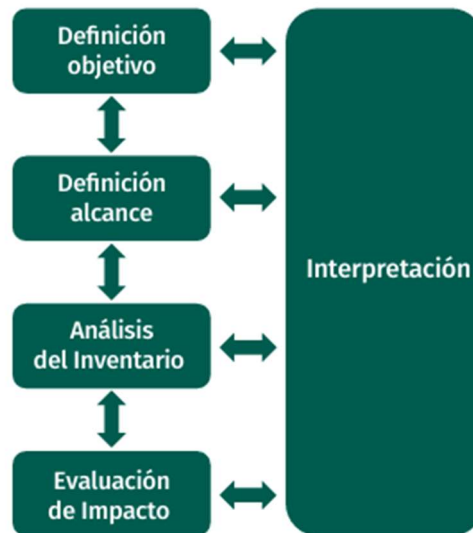 Definición
objetivo
Definición
alcance
Análisis
del Inventario
Evaluación
de Impacto
Interpretación